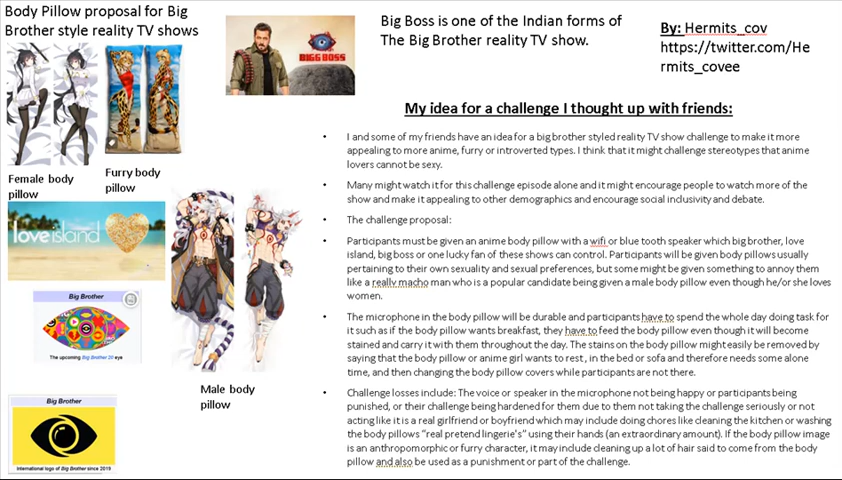 Body Pillow proposal for Big
Brother style reality TV shows
Big Boss is one of the Indian forms of
The Big Brother reality TV show.
By: Hermits_cov
https://twitter.com/He
rmits_covee
BIGG BOSS
My idea for a challenge I thought up with friends:
• I and some of my friends have an idea for a big brother styled reality TV show challenge to make it more
appealing to more anime, furry or introverted types. I think that it might challenge stereotypes that anime
lovers cannot be sexy.
• Many might watch it for this challenge episode alone and it might encourage people to watch more of the
show and make it appealing to other demographics and encourage social inclusivity and debate.
• The challenge proposal:
• Participants must be given an anime body pillow with a wifi or blue tooth speaker which big brother, love
island, big boss or one lucky fan of these shows can control. Participants will be given body pillows usually
pertaining to their own sexuality and sexual preferences, but some might be given something to annoy them
like a really macho man who is a popular candidate being given a male body pillow even though he/or she loves
women.
• The microphone in the body pillow will be durable and participants have to spend the whole day doing task for
it such as if the body pillow wants breakfast, they have to feed the body pillow even though it will become
stained and carry it with them throughout the day. The stains on the body pillow might easily be removed by
saying that the body pillow or anime girl wants to rest, in the bed or sofa and therefore needs some alone
time, and then changing the body pillow covers while participants are not there.
• Challenge losses include: The voice or speaker in the microphone not being happy or participants being
punished, or their challenge being hardened for them due to them not taking the challenge seriously or not
acting like it is a real girlfriend or boyfriend which may include doing chores like cleaning the kitchen or washing
the body pillows “real pretend lingerie’s” using their hands (an extraordinary amount). If the body pillow image
is an anthropomorphic or furry character, it may include cleaning up a lot of hair said to come from the body
pillow and also be used as a punishment or part of the challenge.
Female body
pillow
Furry body
pillow
love island
Big Brother
The upcoming Big Brother 20 eye
Male body
pillow
Big Brother
International logo of Big Brother since 2019